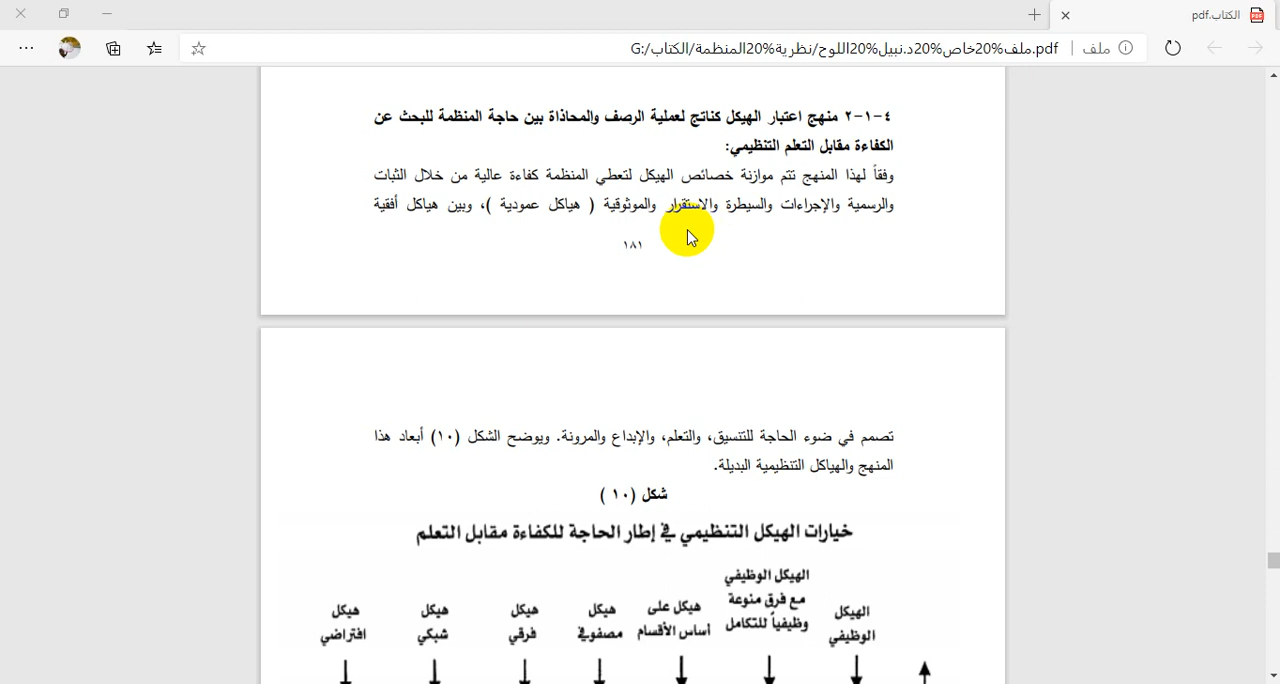 الكتاب.pdf
ملف
G:/الكتاب/نظرية%20المنظمة/ملف%20خاص%20د.نبيل%20اللوح.pdf
٤-١-٢ منهج اعتبار الهيكل كناتج لعملية الرصف والمحاذاة بين حاجة المنظمة للبحث عن
الكفاءة مقابل التعلم التنظيمي:
وفقاً لهذا المنهج تتم موازنة خصائص الهيكل لتعطي المنظمة كفاءة عالية من خلال الثبات
والرسمية والإجراءات والسيطرة والاستقرار والموثوقية ( هياكل عمودية )، وبين هياكل أفقية
١٨١
تصمم في ضوء الحاجة للتنسيق، والتعلم، والإبداع والمرونة. ويوضح الشكل (١٠) أبعاد هذا
المنهج والهياكل التنظيمية البديلة.
شكل (١٠ )
خيارات الهيكل التنظيمي في إطار الحاجة للكفاءة مقابل التعلم
الهيكل
الوظيفي
الهيكل الوظيفي
مع فرق منوعة
وظيفياً للتكامل
هيكل على
أساس الأقسام
هيكل
مصفوفي
هيكل
فرقي
هيكل
شبكي
هيكل
افتراضي